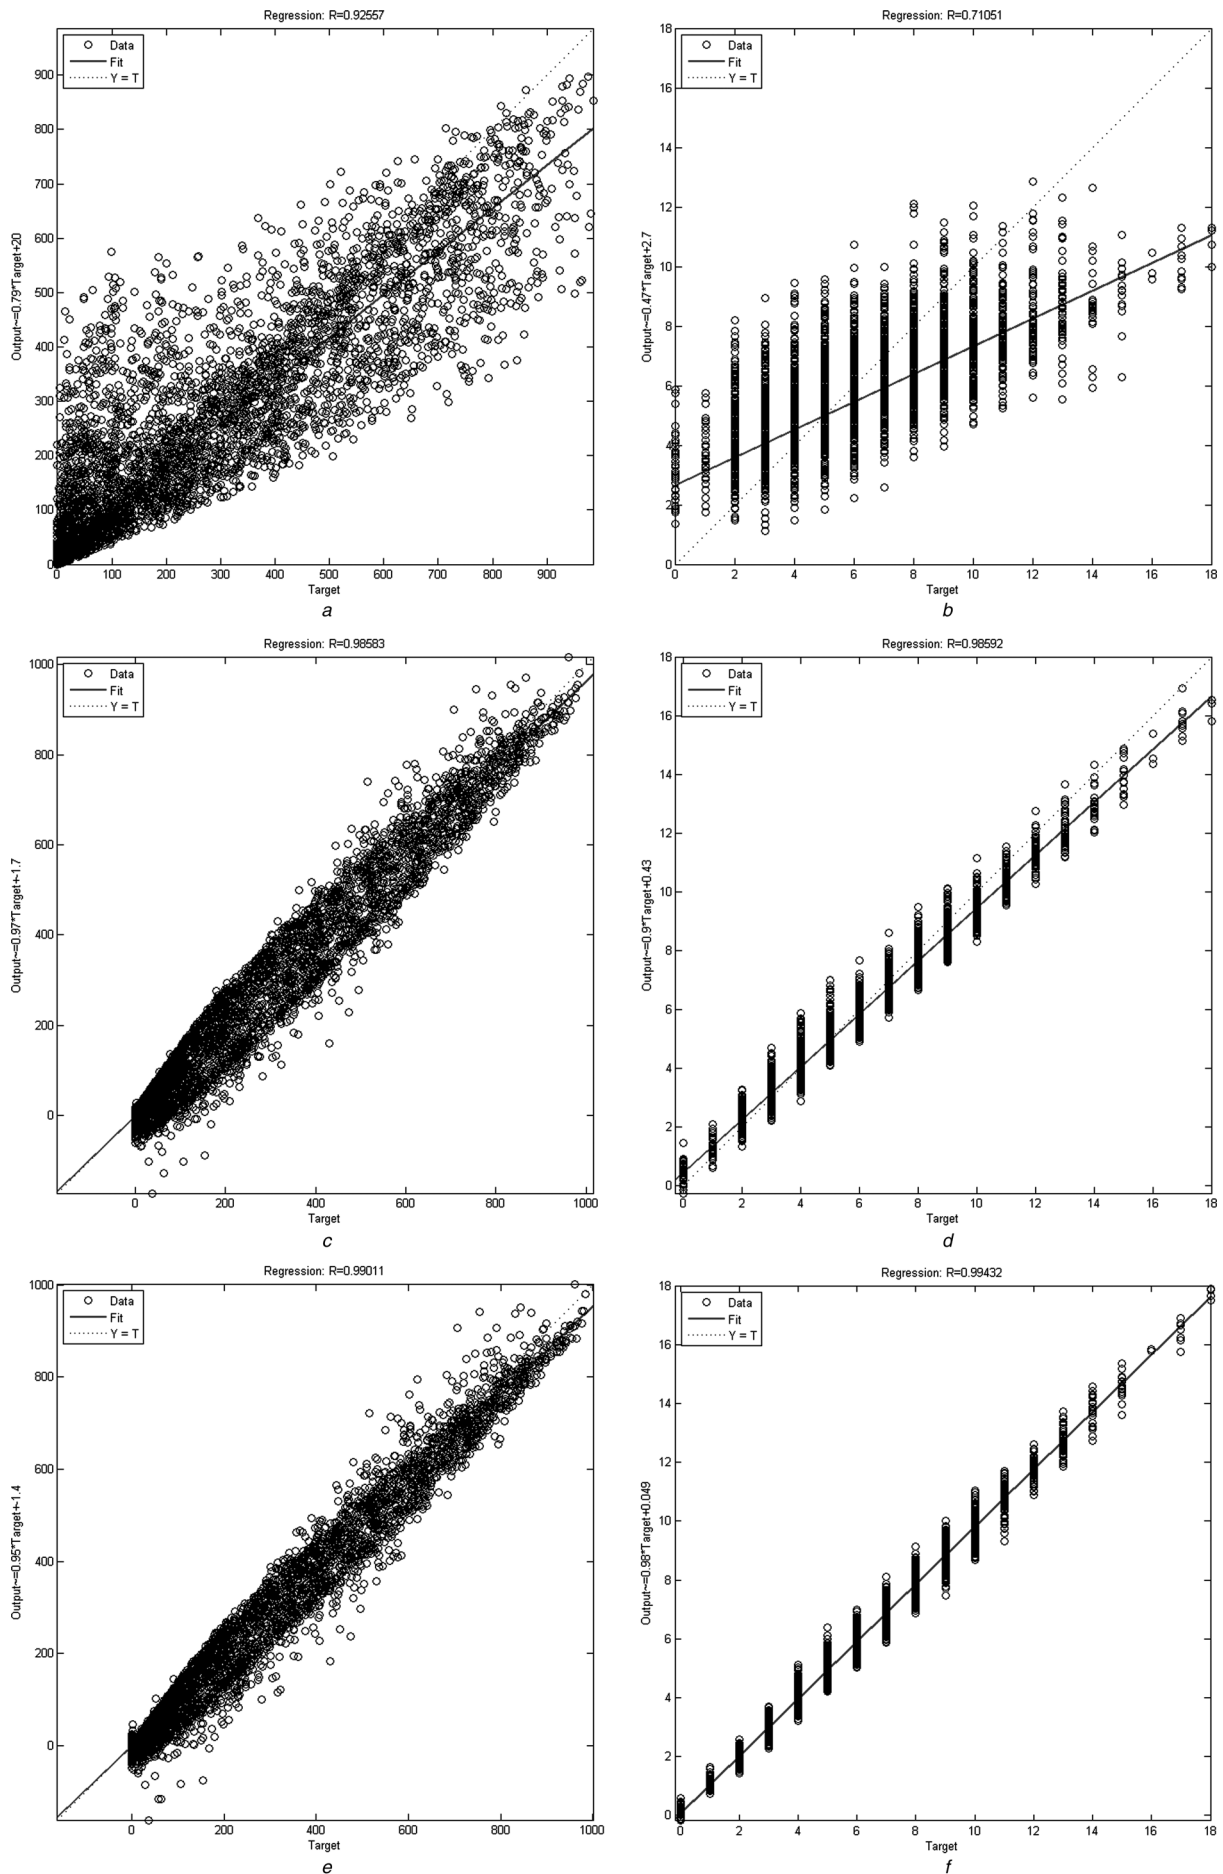 Regression: R=0.92557
Data
Fit
Y = T
900
800
700
600
500
400
300
200
100
0
Output~=0.79*Target+20
0 100 200 300 400 500 600 700 800 900
Target
a
Regression: R=0.71051
Data
Fit
Y = T
18
16
14
12
10
8
6
4
2
0
Output~=0.47*Target+2.7
0 2 4 6 8 10 12 14 16 18
Target
b
Regression: R=0.98583
Data
Fit
Y = T
1000
800
600
400
200
0
Output~=0.97*Target+-1.7
0 200 400 600 800 1000
Target
c
Regression: R=0.98592
Data
Fit
Y = T
18
16
14
12
10
8
6
4
2
0
Output~=0.9*Target+0.43
0 2 4 6 8 10 12 14 16 18
Target
d
Regression: R=0.99011
Data
Fit
Y = T
1000
800
600
400
200
0
Output~=0.95*Target+-1.4
0 200 400 600 800 1000
Target
e
Regression: R=0.99432
Data
Fit
Y = T
18
16
14
12
10
8
6
4
2
0
Output~=0.98*Target+0.049
0 2 4 6 8 10 12 14 16 18
Target
f